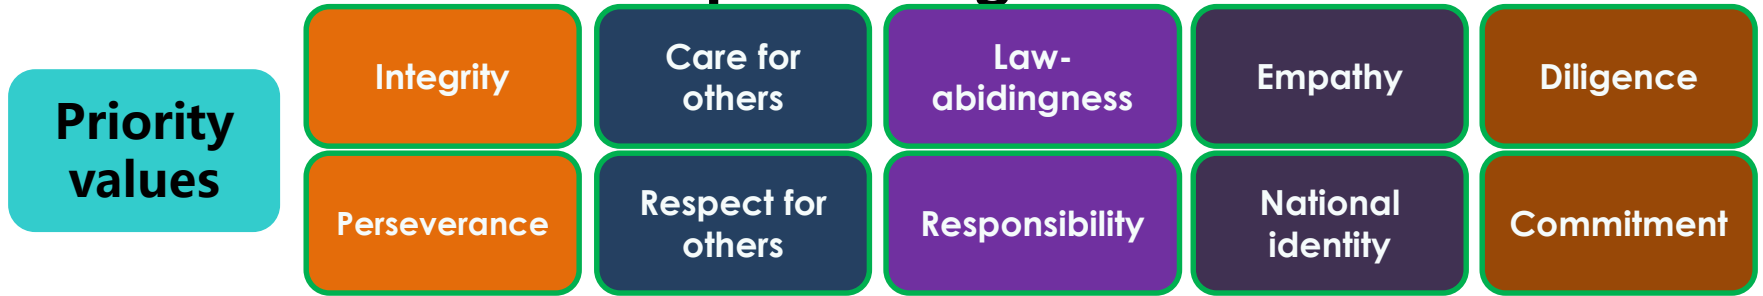 Priority
values
Integrity
Care for
others
Law-
abidingness
Empathy
Diligence
Perseverance
Respect for
others
Responsibility
National
identity
Commitment